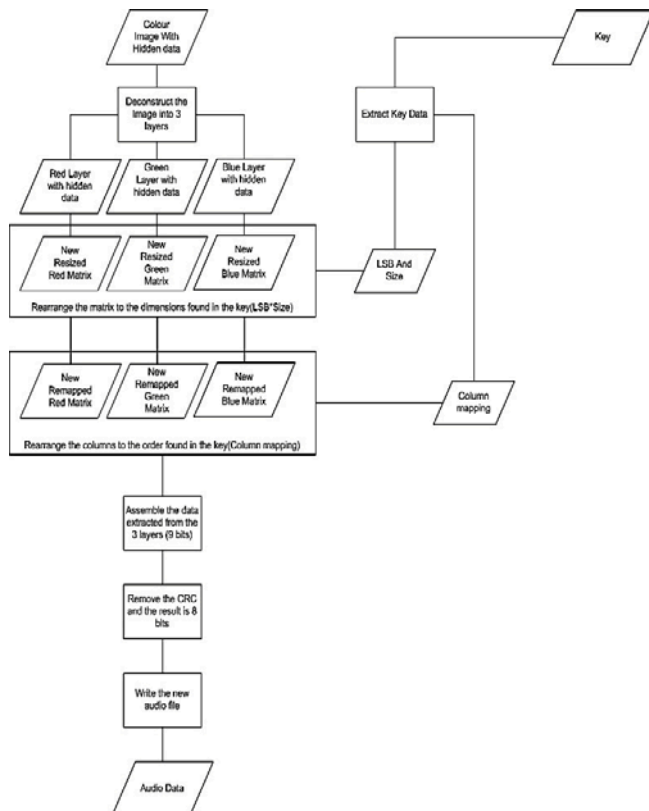 Colour
Image With
Hidden data
Key
Deconstruct the
Image into 3
layers
Extract Key Data
Red Layer
with hidden
data
Green
Layer with
hidden data
Blue Layer
with hidden
data
New
Resized
Red Matrix
New
Resized
Green
Matrix
New
Resized
Blue Matrix
LSB And
Size
Rearrange the matrix to the dimensions found in the key(LSB*Size)
New
Remapped
Red Matrix
New
Remapped
Green
Matrix
New
Remapped
Blue Matrix
Column
mapping
Rearrange the columns to the order found in the key(Column mapping)
Assemble the data
extracted from the
3 layers (9 bits)
Remove the CRC
and the result is 8
bits
Write the new
audio file
Audio Data